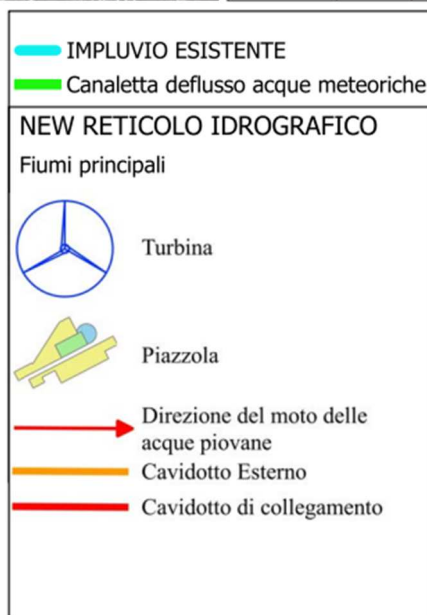 IMPLUVIO ESISTENTE
Canaletta deflusso acque meteoriche
NEW RETICOLO IDROGRAFICO
Fiumi principali
Turbina
Piazzola
Direzione del moto delle
acque piovane
Cavidotto Esterno
Cavidotto di collegamento